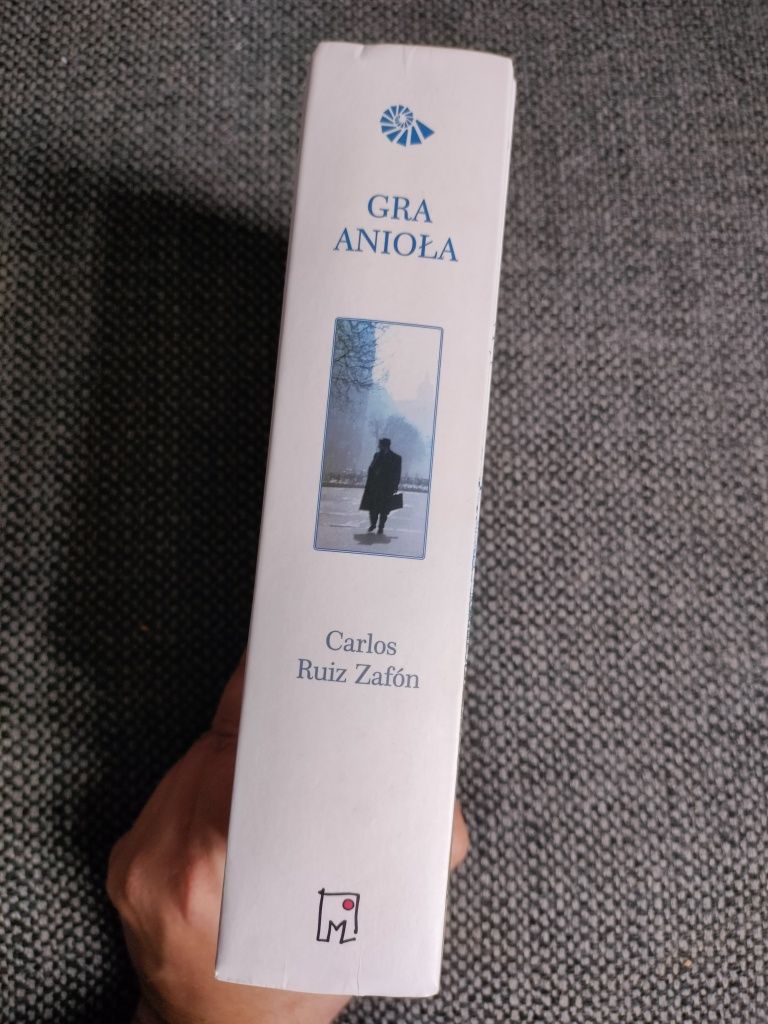 GRA
ANIOŁA
Carlos
Ruiz Zafón
M